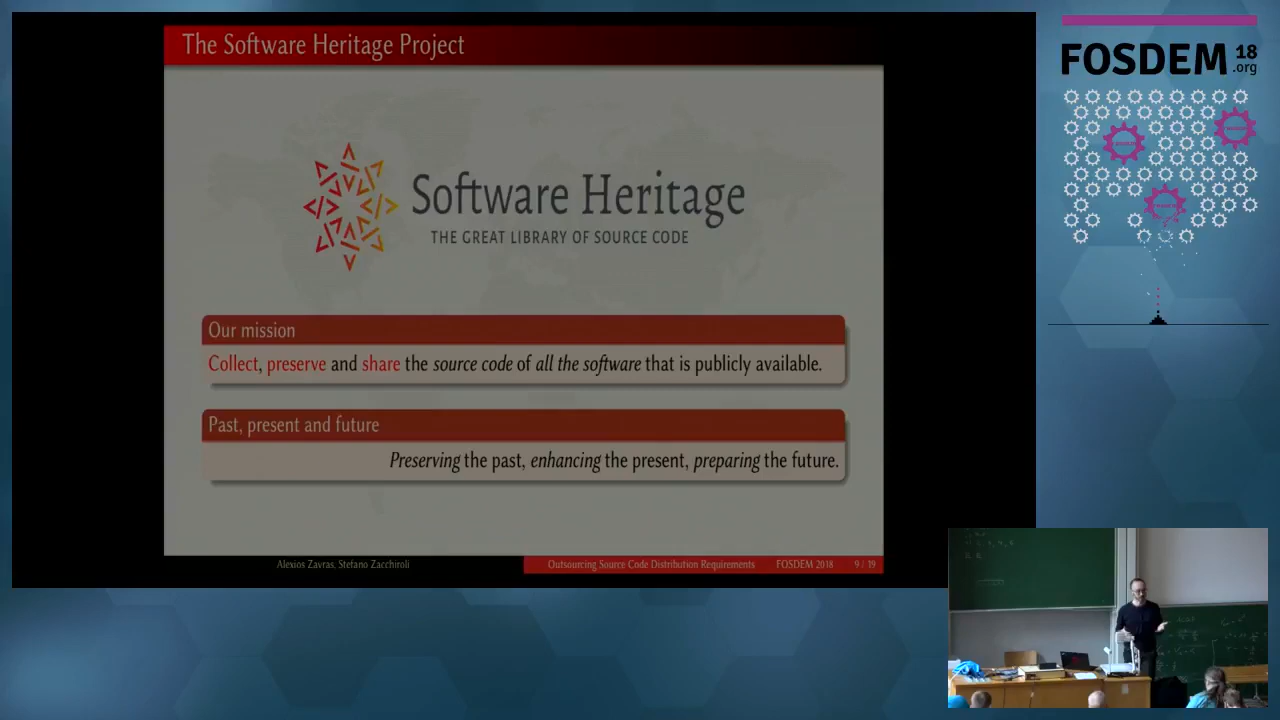 The Software Heritage Project
Software Heritage
THE GREAT LIBRARY OF SOURCE CODE
Our mission
Collect, preserve and share the source code of all the software that is publicly available.
Past, present and future
Preserving the past, enhancing the present, preparing the future.
Alexios Zavras, Stefano Zacchiroli
Outsourcing Source Code Distribution Requirements
FOSDEM 2018
9 / 19
FOSDEM 18
.org